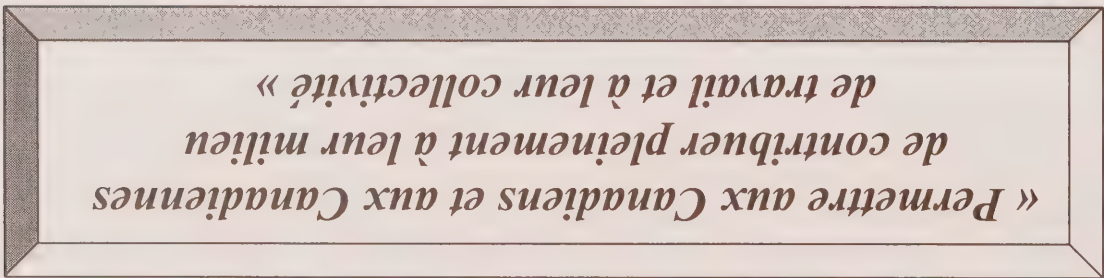 « Permettre aux Canadiens et aux Canadiennes
de contribuer pleinement à leur milieu
de travail et à leur collectivité »